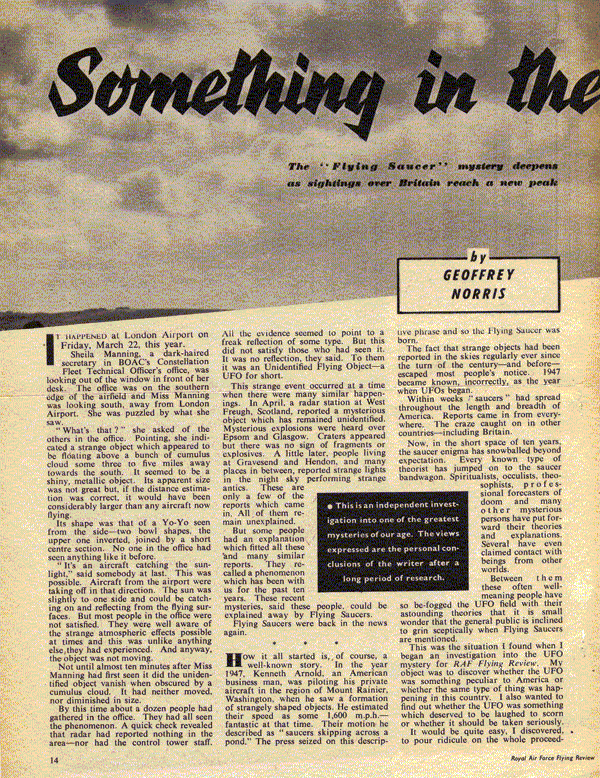 Something in the
The "Flying Saucer" mystery deepens
as sightings over Britain reach a new peak
by
GEOFFREY
NORRIS
IT HAPPENED at London Airport on
Friday, March 22, this year.
Sheila Manning, a dark-haired
secretary in BOAC's Constellation
Fleet Technical Officer's office, was
looking out of the window in front of her
desk. The office was on the southern
edge of the airfield and Miss Manning
was looking south, away from London
Airport. She was puzzled by what she
saw.
"What's that?" she asked of the
others in the office. Pointing, she indi-
cated a strange object which appeared to
be floating above a bunch of cumulus
cloud some three to five miles away
towards the south. It seemed to be a
shiny, metallic object. Its apparent size
was not great but, if the distance estima-
tion was correct, it would have been
considerably larger than any aircraft now
flying.
Its shape was that of a Yo-Yo seen
from the side—two bowl shapes, the
upper one inverted, joined by a short
centre section. No one in the office had
seen anything like it before.
"It's an aircraft catching the sun-
light," said somebody at last. This was
possible. Aircraft from the airport were
taking off in that direction. The sun was
slightly to one side and could be catch-
ing on and reflecting from the flying sur-
faces. But most people in the office were
not satisfied. They were well aware of
the strange atmospheric effects possible
at times and this was unlike anything
else they had experienced. And anyway,
the object was not moving.
Not until almost ten minutes after Miss
Manning had first seen it did the uniden-
tified object vanish when obscured by a
cumulus cloud. It had neither moved,
nor diminished in size.
By this time about a dozen people had
gathered in the office. They had all seen
the phenomenon. A quick check revealed
that radar had reported nothing in the
area—nor had the control tower staff.
All the evidence seemed to point to a
freak reflection of some type. But this
did not satisfy those who had seen it.
It was no reflection, they said. To them
it was an Unidentified Flying Object—a
UFO for short.
This strange event occurred at a time
when there were many similar happen-
ings. In April, a radar station at West
Freugh, Scotland, reported a mysterious
object which has remained unidentified.
Mysterious explosions were heard over
Epsom and Glasgow. Craters appeared
but there was no sign of fragments or
explosives. A little later, people living
at Gravesend and Hendon, and many
places in between, reported strange lights
in the night sky performing strange
antics. These are
only a few of the
reports which came
in. All of them re-
main unexplained.
But some people
had an explanation
which fitted all these
and many similar
reports. They re-
called a phenomenon
which has been with
us for the past ten
years. These recent
mysteries, said these people, could be
explained away by Flying Saucers.
Flying Saucers were back in the news
again.
* * *
How it all started is, of course, a
well-known story. In the year
1947, Kenneth Arnold, an American
business man, was piloting his private
aircraft in the region of Mount Rainier,
Washington, when he saw a formation
of strangely shaped objects. He estimated
their speed as some 1,600 m.p.h.—
fantastic at that time. Their motion he
described as "saucers skipping across a
pond." The press seized on this descrip-
tive phrase and so the Flying Saucer was
born.
The fact that strange objects had been
reported in the skies regularly ever since
the turn of the century—and before—
escaped most people's notice. 1947
became known, incorrectly, as the year
when UFOs began.
Within weeks "saucers" had spread
throughout the length and breadth of
America. Reports came in from every-
where. The craze caught on in other
countries—including Britain.
Now, in the short space of ten years,
the saucer enigma has snowballed beyond
expectation. Every known type of
theorist has jumped on to the saucer
bandwagon. Spiritualists, occulists, theo-
sophists, profes-
sional forecasters of
doom and many
other mysterious
persons have put for-
ward their theories
and explanations.
Several have even
claimed contact with
beings from other
worlds.
Between them
these often well-
meaning people have
so be-fogged the UFO field with their
astounding theories that it is small
wonder that the general public is inclined
to grin sceptically when Flying Saucers
are mentioned.
This was the situation I found when I
began an investigation into the UFO
mystery for RAF Flying Review. My
object was to discover whether the UFO
was something peculiar to America or
whether the same type of thing was hap-
pening in this country. I also wanted to
find out whether the UFO was something
which deserved to be laughed to scorn
or whether it should be taken seriously.
It would be quite easy, I discovered,
to pour ridicule on the whole proceed-
● This is an independent invest-
igation into one of the greatest
mysteries of our age. The views
expressed are the personal con-
clusions of the writer after a
long period of research.
14
Royal Air Force Flying Review